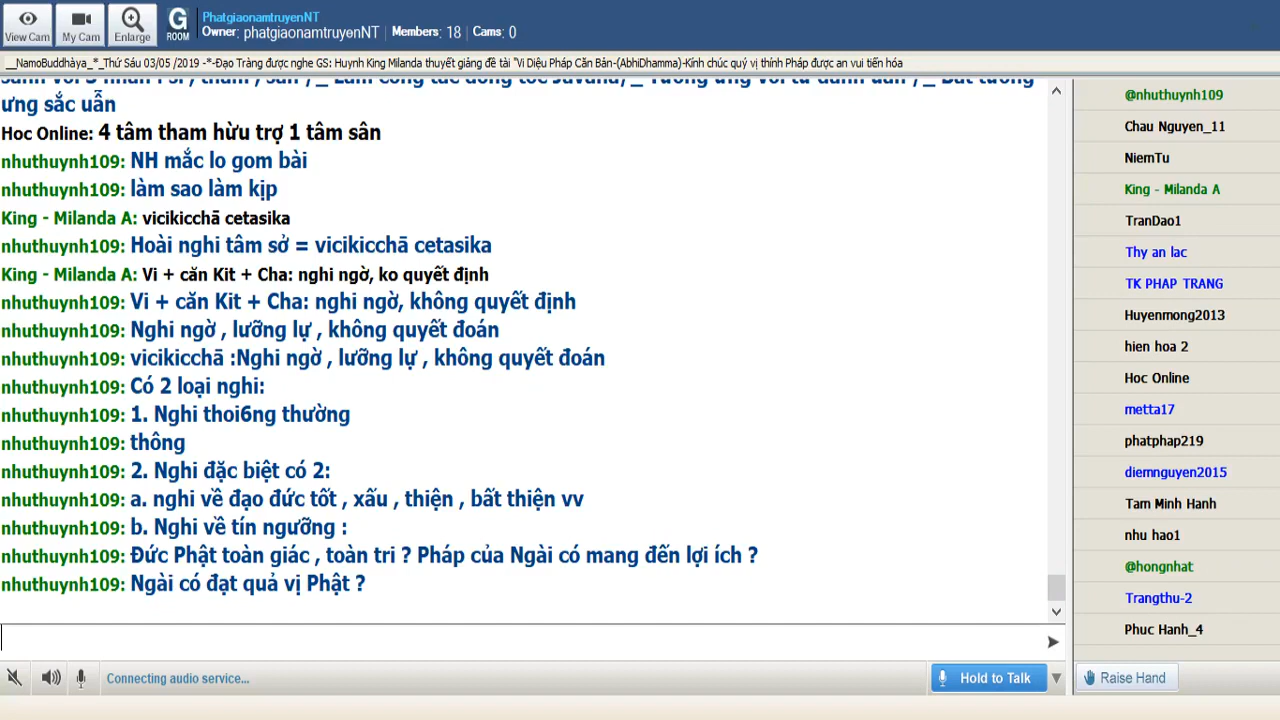 View Cam
My Cam
Enlarge
G
ROOM
PhatgiaonamtruyenNT
Owner: phatgiaonamtruyenNT Members: 18 Cams: 0
__NamoBuddhàya_*_Thứ Sáu 03/05 /2019 -*-Đạo Tràng được nghe GS: Huynh King Milanda thuyết giảng đề tài "Vi Diệu Pháp Căn Bản-(AbhiDhamma)-Kính chúc quý vị thính Pháp được an vui tiến hóa
ưng sắc uẩn
Hoc Online: 4 tâm tham hừu trợ 1 tâm sân
nhuthuynh109: NH mắc lo gom bài
nhuthuynh109: làm sao làm kịp
King - Milanda A: vicikicchā cetasika
nhuthuynh109: Hoài nghi tâm sở = vicikicchā cetasika
King - Milanda A: Vi + căn Kit + Cha: nghi ngờ, ko quyết định
nhuthuynh109: Vi + căn Kit + Cha: nghi ngờ, không quyết định
nhuthuynh109: Nghi ngờ , lưỡng lự , không quyết đoán
nhuthuynh109: vicikicchā :Nghi ngờ , lưỡng lự , không quyết đoán
nhuthuynh109: Có 2 loại nghi:
nhuthuynh109: 1. Nghi thoi6ng thường
nhuthuynh109: thông
nhuthuynh109: 2. Nghi đặc biệt có 2:
nhuthuynh109: a. nghi về đạo đức tốt , xấu , thiện , bất thiện vv
nhuthuynh109: b. Nghi về tín ngưỡng :
nhuthuynh109: Đức Phật toàn giác , toàn tri ? Pháp của Ngài có mang đến lợi ích ?
nhuthuynh109: Ngài có đạt quả vị Phật ?
@nhuthuynh109
Chau Nguyen_11
NiemTu
King - Milanda A
TranDao1
Thy an lac
TK PHAP TRANG
Huyenmong2013
hien hoa 2
Hoc Online
metta17
phatphap219
diemnguyen2015
Tam Minh Hanh
nhu hao1
@hongnhat
Trangthu-2
Phuc Hanh_4
Connecting audio service...
Hold to Talk
Raise Hand